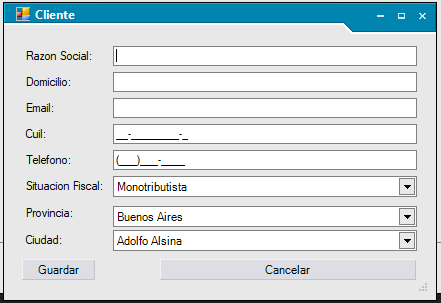 Cliente
Razon Social:
Domicilio:
Email:
Cuil: __-________-_
Telefono: (___)___-____
Situacion Fiscal: Monotributista
Provincia: Buenos Aires
Ciudad: Adolfo Alsina
Guardar Cancelar